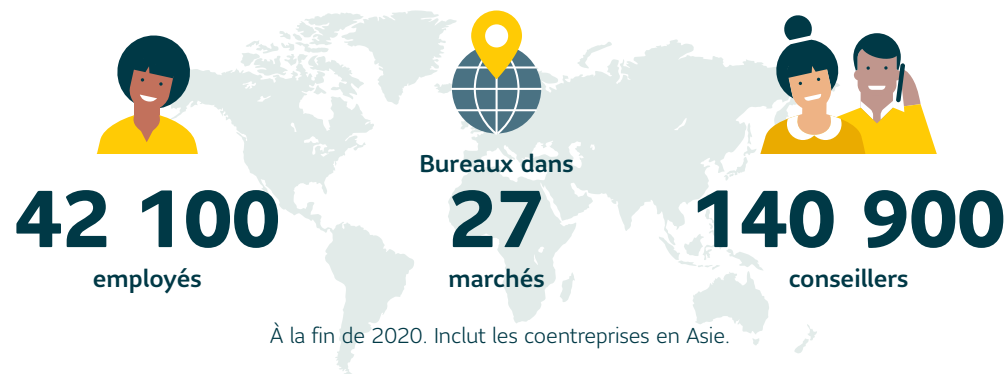 42 100
employés
Bureaux dans
27
marchés
140 900
conseillers
À la fin de 2020. Inclut les coentreprises en Asie.